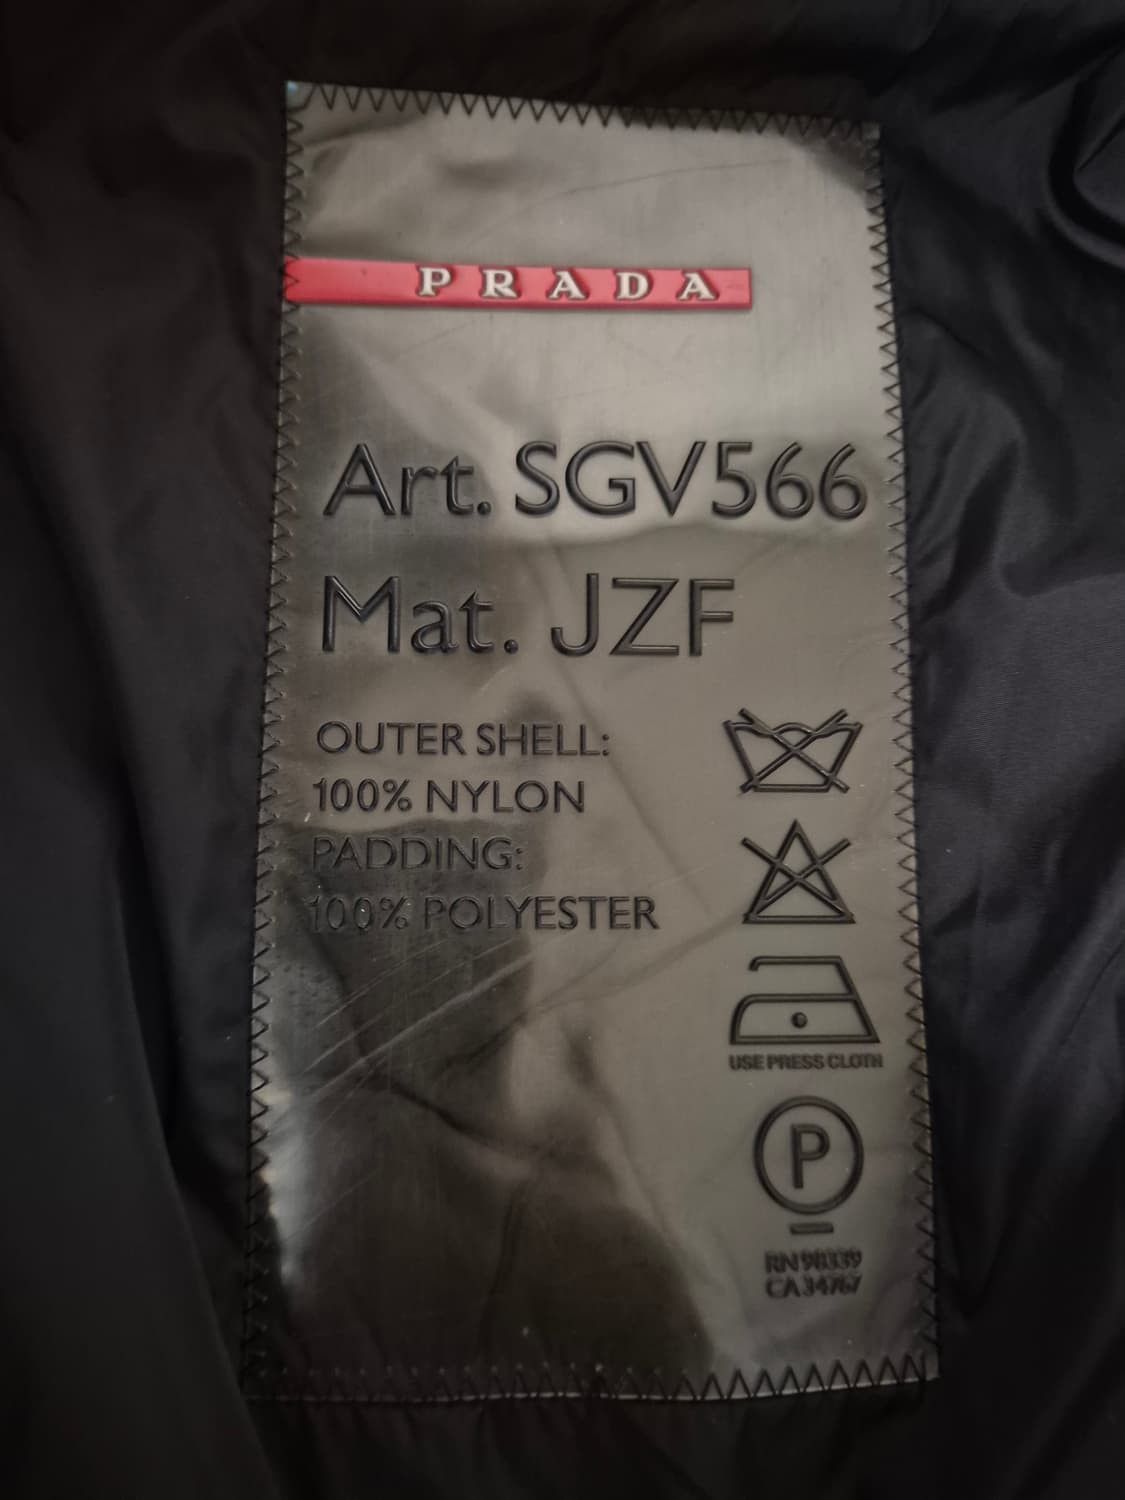 PRADA
Art. SGV566
Mat. JZF
OUTER SHELL:
100% NYLON
PADDING:
100% POLYESTER
USE PRESS CLOTH
P
RN 98339
CA 34767